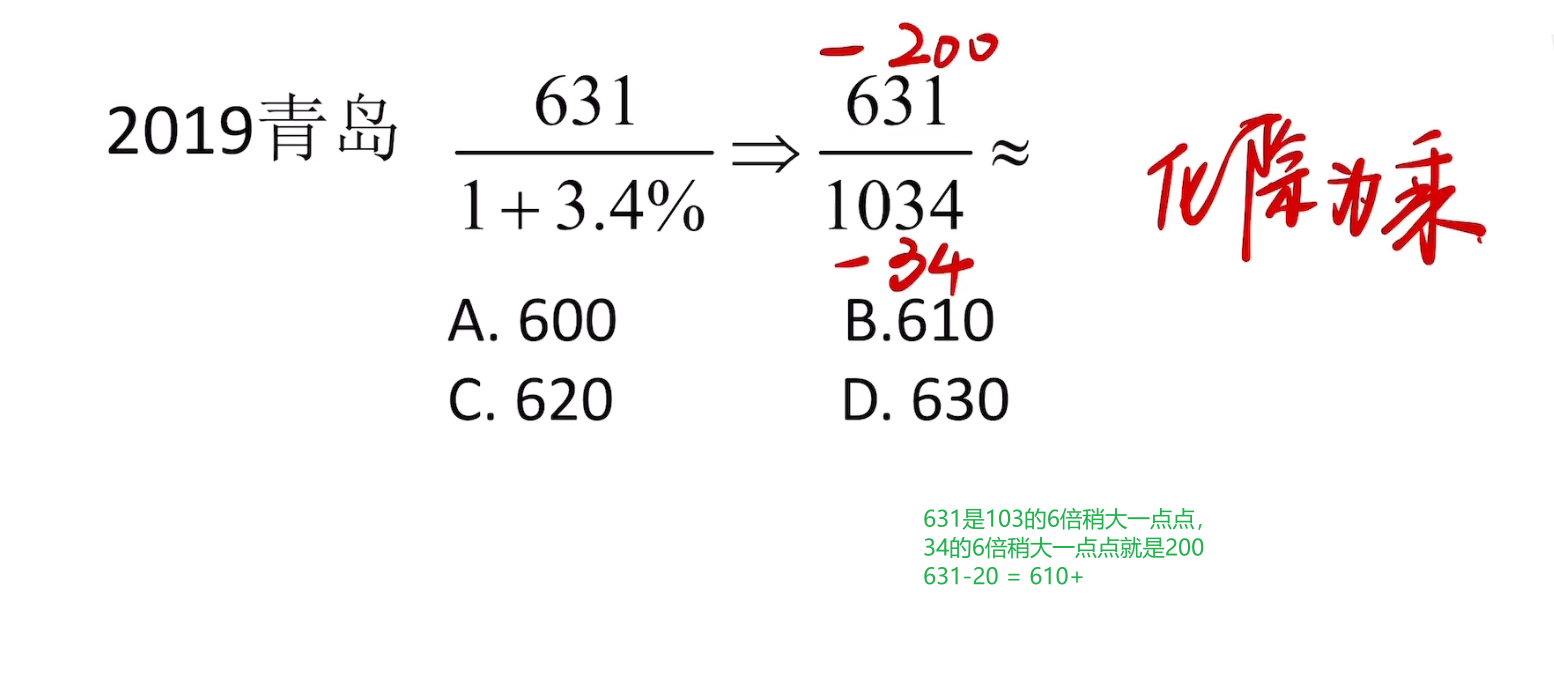 - 200
2019青岛 631/(1+3.4%) ⇒ 631/1034 ≈ 化除为乘
- 34
A. 600 B.610
C. 620 D. 630
631是103的6倍稍大一点点，
34的6倍稍大一点点就是200
631-20 = 610+